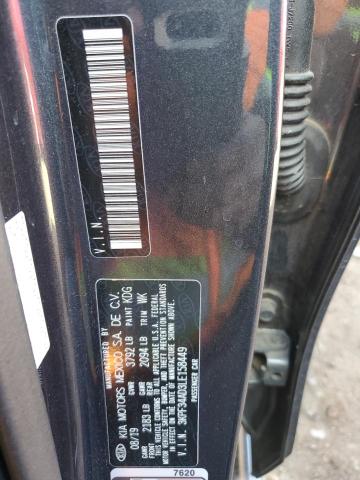 V.I.N.
MANUFACTURED BY
KIA MOTORS MEXICO S.A. DE C.V.
08/19 GVWR 3792 LB PAINT KDG
GAWR FRONT 2183 LB GAWR REAR 2094 LB TRIM WK
THIS VEHICLE CONFORMS TO ALL APPLICABLE U.S.A. FEDERAL
MOTOR VEHICLE SAFETY, BUMPER, AND THEFT PREVENTION
STANDARDS IN EFFECT ON THE DATE OF MANUFACTURE SHOWN ABOVE.
V.I.N. 3KPF34AD3LE158449
PASSENGER CAR
7620